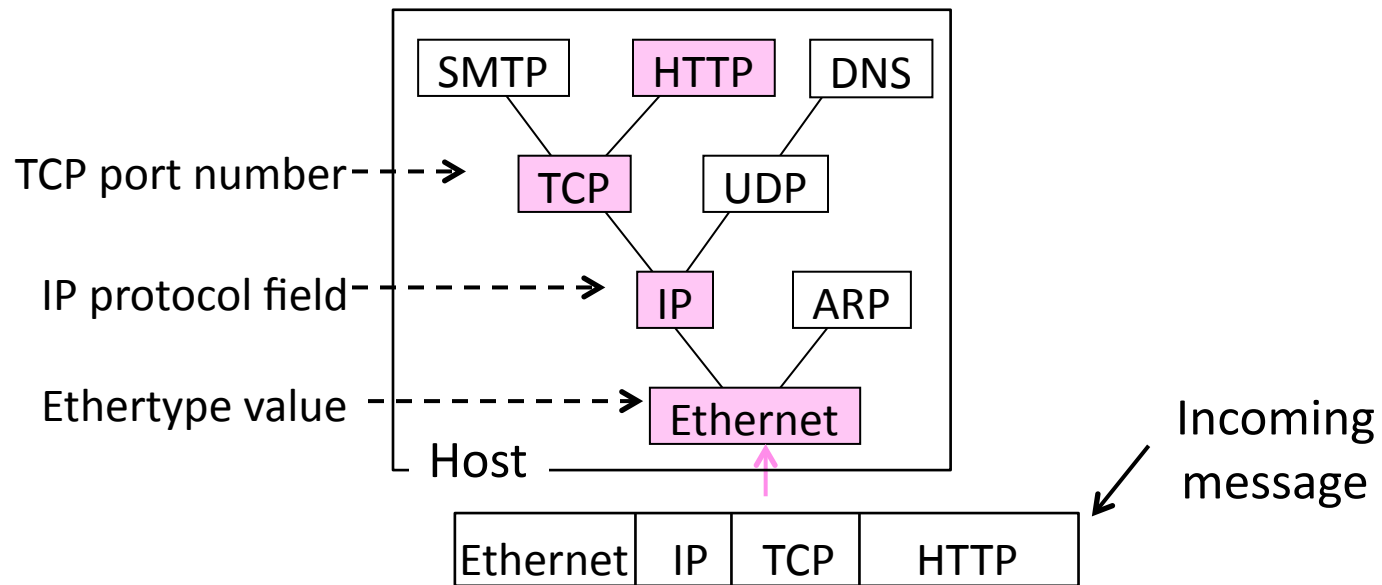 SMTP HTTP DNS
TCP port number TCP UDP
IP protocol field IP ARP
Ethertype value Ethernet
Host
Incoming
message
Ethernet IP TCP HTTP